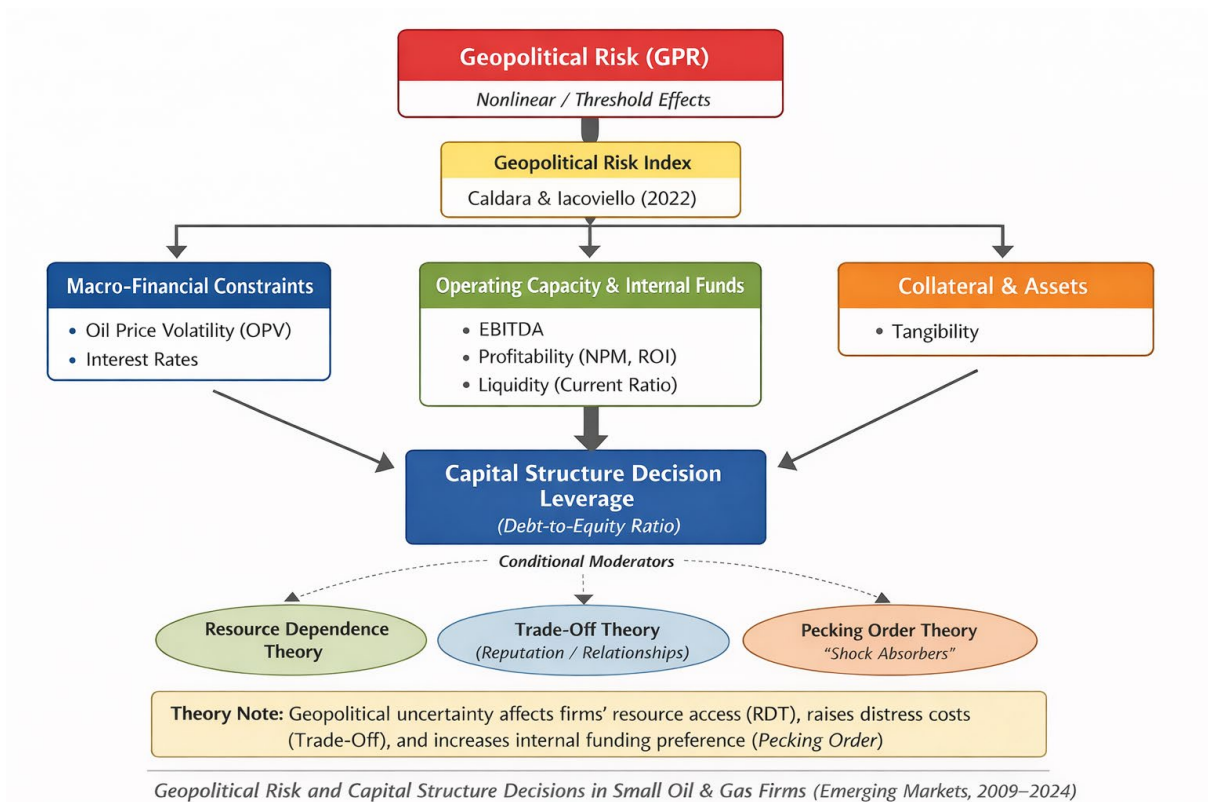 Geopolitical Risk (GPR)
Nonlinear / Threshold Effects
Geopolitical Risk Index
Caldara & Iacoviello (2022)
Macro-Financial Constraints
• Oil Price Volatility (OPV)
• Interest Rates
Operating Capacity & Internal Funds
• EBITDA
• Profitability (NPM, ROI)
• Liquidity (Current Ratio)
Collateral & Assets
• Tangibility
Capital Structure Decision
Leverage
(Debt-to-Equity Ratio)
Conditional Moderators
Resource Dependence
Theory
Trade-Off Theory
(Reputation / Relationships)
Pecking Order Theory
“Shock Absorbers”
Theory Note: Geopolitical uncertainty affects firms’ resource access (RDT), raises distress costs
(Trade-Off), and increases internal funding preference (Pecking Order)
Geopolitical Risk and Capital Structure Decisions in Small Oil & Gas Firms (Emerging Markets, 2009–2024)